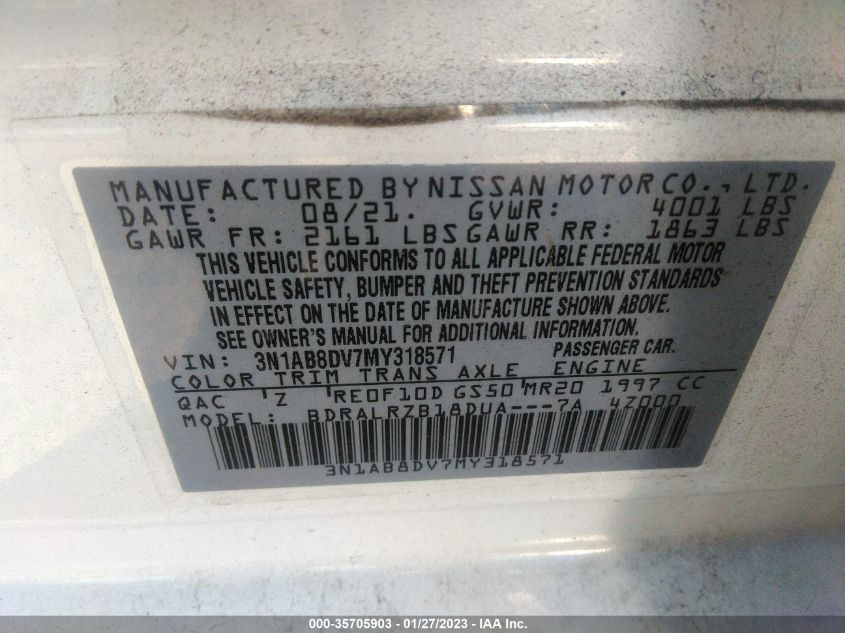 MANUFACTURED BY NISSAN MOTOR CO., LTD.
DATE: 08/21. GVWR: 4001 LBS
GAWR FR: 2161 LBS GAWR RR: 1863 LBS
THIS VEHICLE CONFORMS TO ALL APPLICABLE FEDERAL MOTOR
VEHICLE SAFETY, BUMPER AND THEFT PREVENTION STANDARDS
IN EFFECT ON THE DATE OF MANUFACTURE SHOWN ABOVE.
SEE OWNER'S MANUAL FOR ADDITIONAL INFORMATION.
VIN: 3N1AB8DV7MY318571 PASSENGER CAR.
COLOR TRIM TRANS AXLE ENGINE
QAC Z RE0F10D GS50 MR20 1997 CC
MODEL: BDRALRZB18DUA---7A 4Z000
3N1AB8DV7MY318571
000-35705903 - 01/27/2023 - IAA Inc.